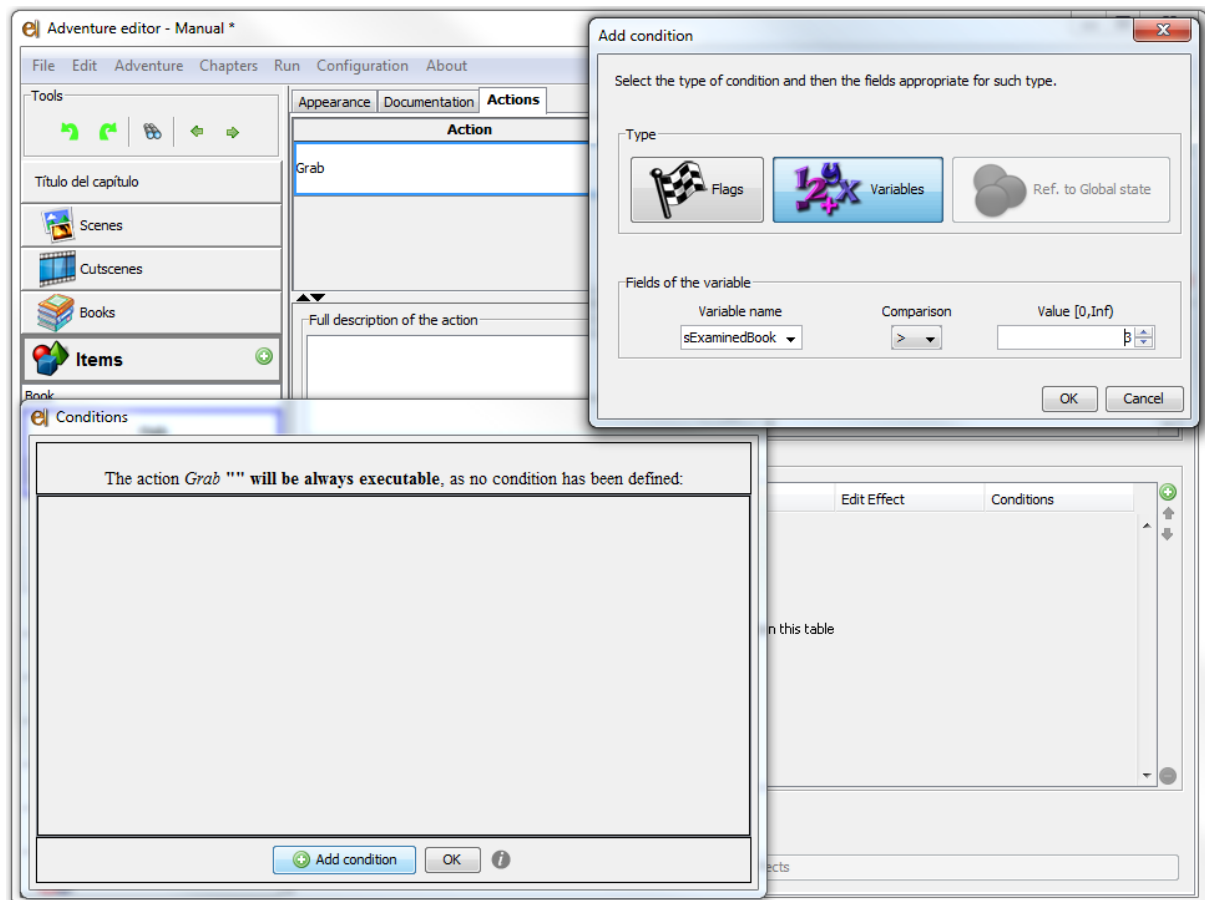 Adventure editor - Manual *
File Edit Adventure Chapters Run Configuration About
Tools
Appearance Documentation Actions
Action
Grab
Título del capítulo
Scenes
Cutscenes
Books
Items
Book
Full description of the action
Add condition
Select the type of condition and then the fields appropriate for such type.
Type
Flags
Variables
Ref. to Global state
Fields of the variable
Variable name Comparison Value [0,Inf)
sExaminedBook > 3
OK Cancel
Conditions
The action Grab "" will be always executable, as no condition has been defined:
Edit Effect Conditions
n this table
Add condition OK
ects